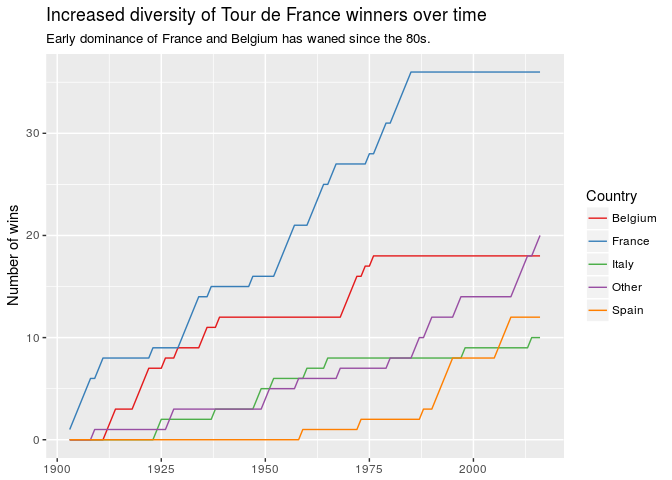 Increased diversity of Tour de France winners over time
Early dominance of France and Belgium has waned since the 80s.
Number of wins
30
20
10
0
1900 1925 1950 1975 2000
Country
Belgium
France
Italy
Other
Spain